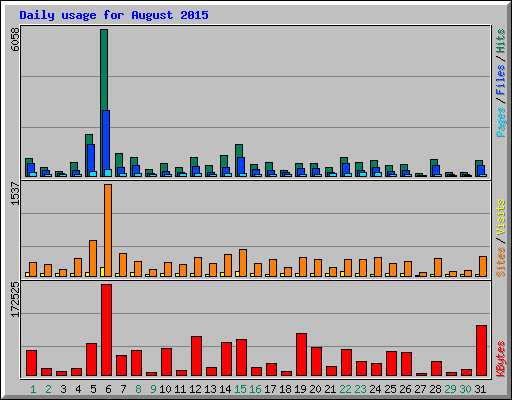 Daily usage for August 2015
6058
Pages / Files / Hits
1537
Sites / Visits
172525
KBytes
1 2 3 4 5 6 7 8 9 10 11 12 13 14 15 16 17 18 19 20 21 22 23 24 25 26 27 28 29 30 31